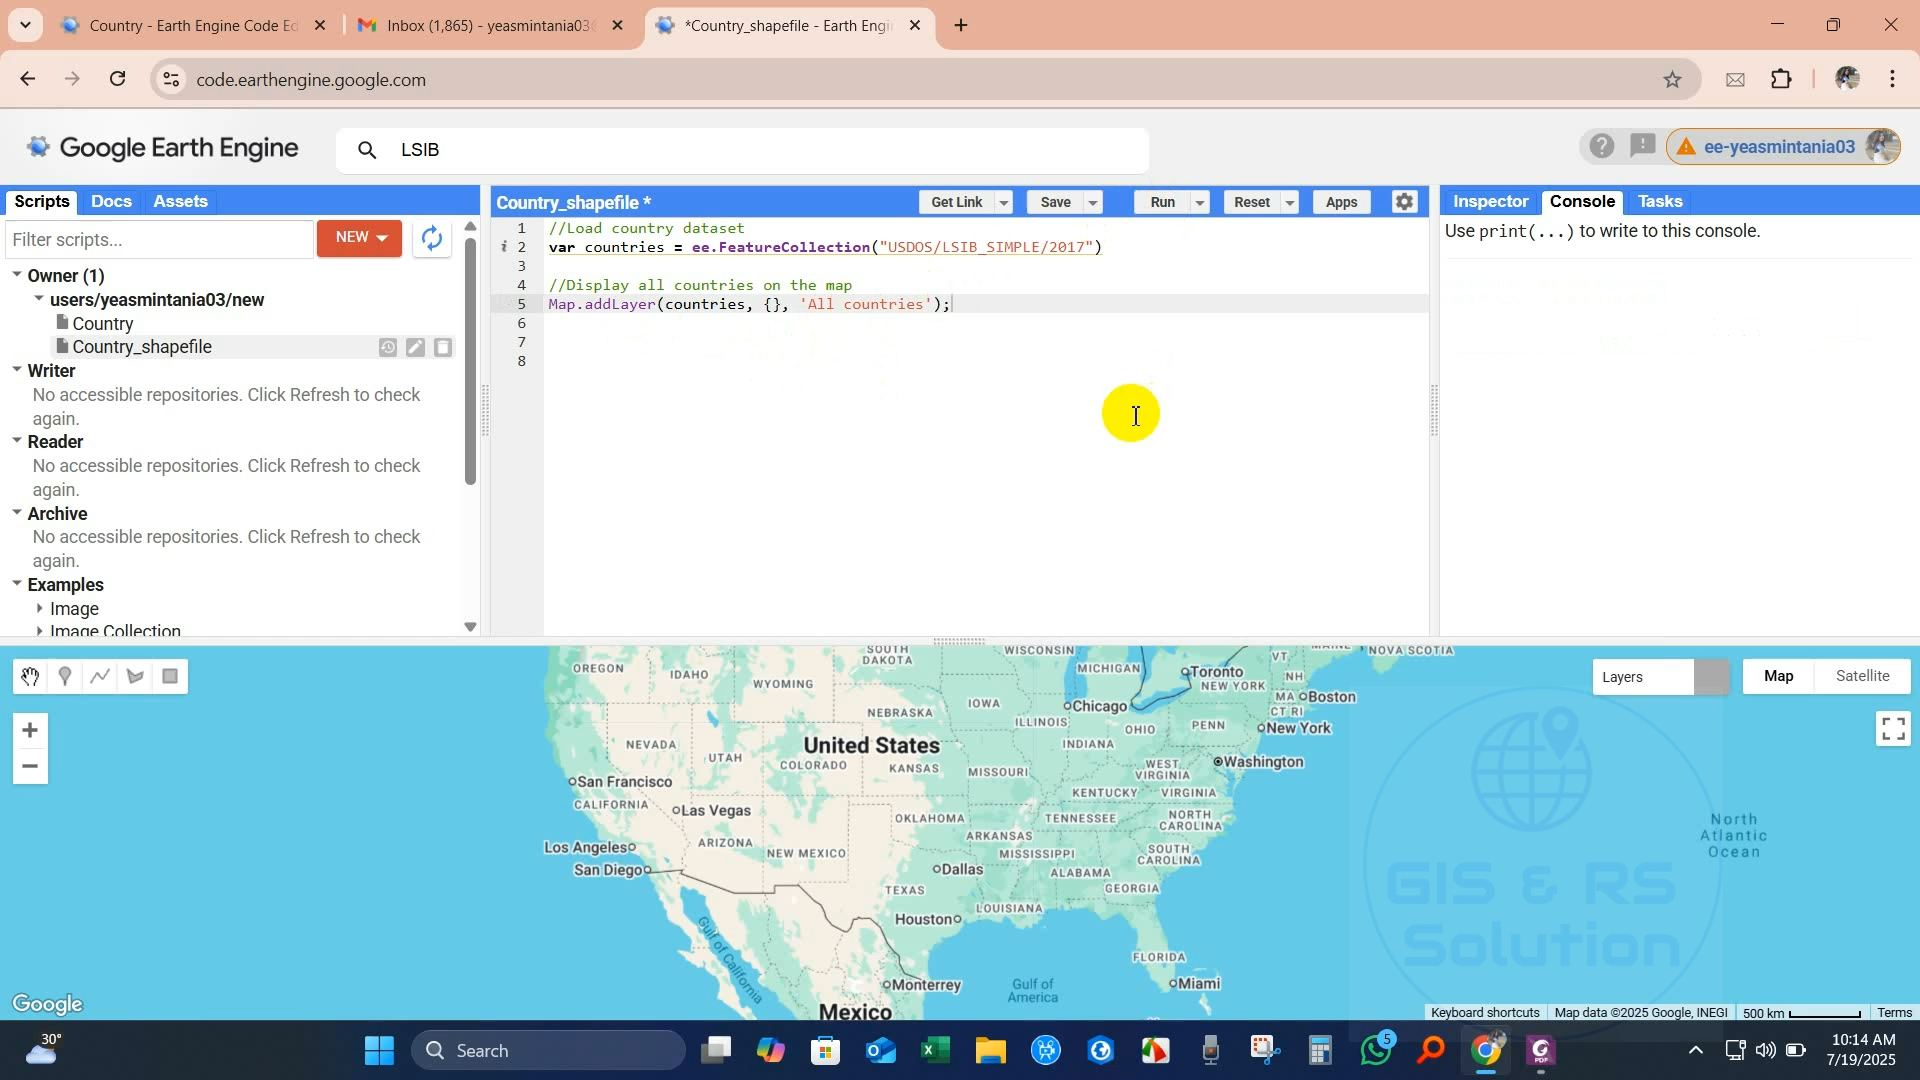 Country - Earth Engine Code Ed
Inbox (1,865) - yeasmintania03
*Country_shapefile - Earth Engi
code.earthengine.google.com
Google Earth Engine
LSIB
ee-yeasmintania03
Scripts Docs Assets
Filter scripts...
NEW
Owner (1)
users/yeasmintania03/new
Country
Country_shapefile
Writer
No accessible repositories. Click Refresh to check
again.
Reader
No accessible repositories. Click Refresh to check
again.
Archive
No accessible repositories. Click Refresh to check
again.
Examples
Image
Image Collection
Country_shapefile *
Get Link Save Run Reset Apps
1 //Load country dataset
i 2 var countries = ee.FeatureCollection("USDOS/LSIB_SIMPLE/2017")
3
4 //Display all countries on the map
5 Map.addLayer(countries, {}, 'All countries');
6
7
8
Inspector Console Tasks
Use print(...) to write to this console.
Layers
Map Satellite
OREGON
IDAHO
WYOMING
SOUTH
DAKOTA
WISCONSIN
MICHIGAN
Toronto
VT
MAINE
NOVA SCOTIA
NEW YORK
NH
MA
Boston
CT RI
NEBRASKA
IOWA
Chicago
ILLINOIS
INDIANA
OHIO
PENN
New York
NEVADA
UTAH
United States
COLORADO
KANSAS
MISSOURI
WEST
VIRGINIA
Washington
San Francisco
CALIFORNIA
Las Vegas
KENTUCKY
VIRGINIA
OKLAHOMA
TENNESSEE
NORTH
CAROLINA
ARKANSAS
Los Angeles
ARIZONA
NEW MEXICO
MISSISSIPPI
SOUTH
CAROLINA
San Diego
Dallas
ALABAMA
TEXAS
GEORGIA
Houston
LOUISIANA
Gulf of California
FLORIDA
Monterrey
Gulf of
America
Miami
Mexico
North
Atlantic
Ocean
GIS & RS
Solution
Google
Keyboard shortcuts
Map data ©2025 Google, INEGI
500 km
Terms
30°
Search
5
PDF
10:14 AM
7/19/2025